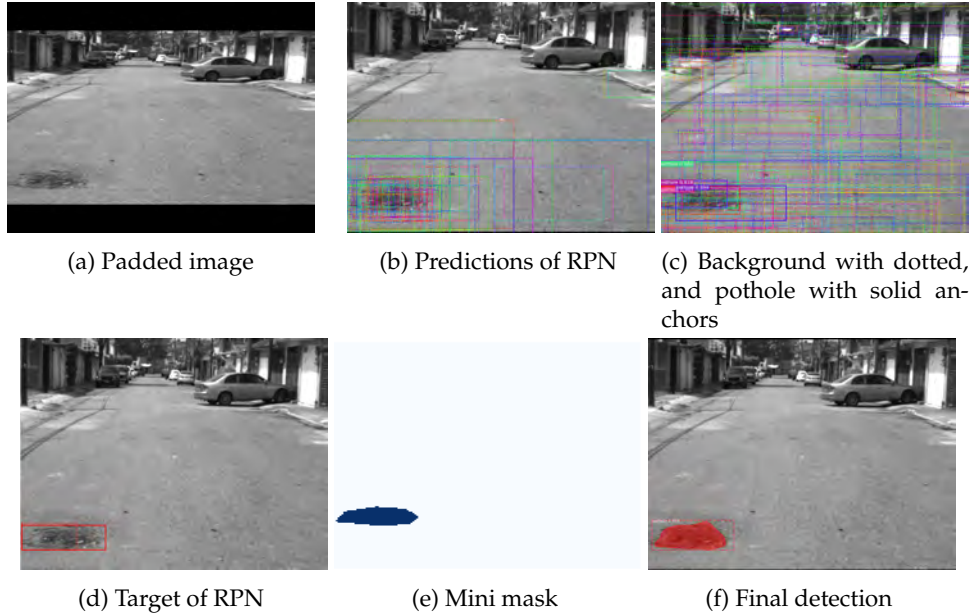 (a) Padded image
(b) Predictions of RPN
(c) Background with dotted,
and pothole with solid an-
chors
(d) Target of RPN
(e) Mini mask
(f) Final detection